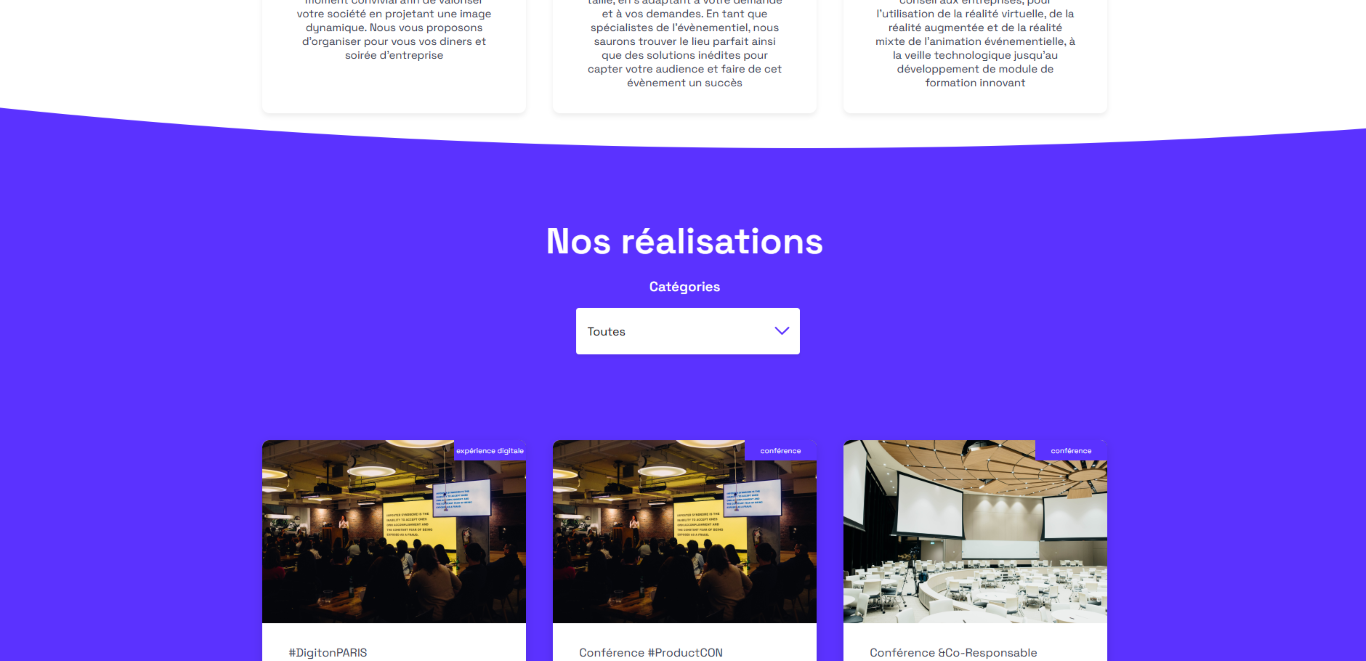 moment convivial afin de valoriser
votre société en projetant une image
dynamique. Nous vous proposons
d'organiser pour vous vos diners et
soirée d'entreprise
taille, en s'adaptant à votre demande
et à vos demandes. En tant que
spécialistes de l'évènementiel, nous
saurons trouver le lieu parfait ainsi
que des solutions inédites pour
capter votre audience et faire de cet
évènement un succès
conseil aux entreprises, pour
l'utilisation de la réalité virtuelle, de la
réalité augmentée et de la réalité
mixte de l'animation événementielle, à
la veille technologique jusqu'au
développement de module de
formation innovant
Nos réalisations
Catégories
Toutes
expérience digitale
conférence
conférence
#DigitonPARIS
Conférence #ProductCON
Conférence &Co-Responsable